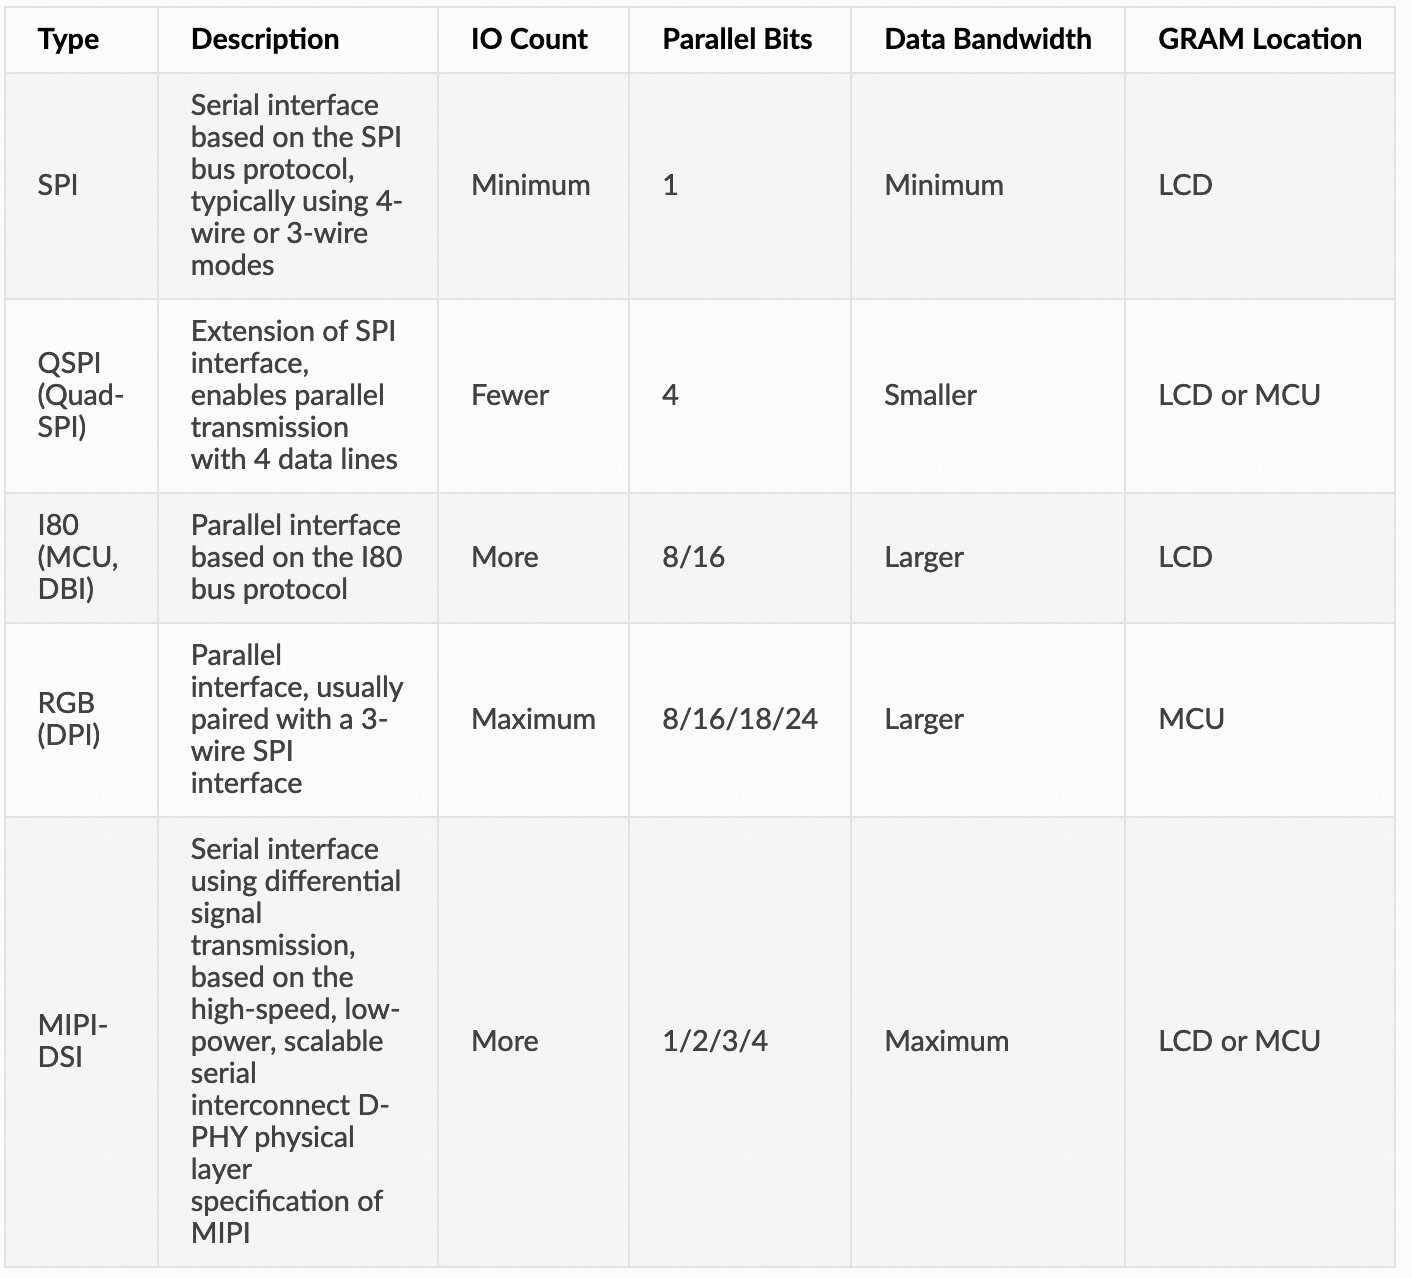 Type
Description
IO Count
Parallel Bits
Data Bandwidth
GRAM Location
SPI
Serial interface
based on the SPI
bus protocol,
typically using 4-
wire or 3-wire
modes
Minimum
1
Minimum
LCD
QSPI
(Quad-
SPI)
Extension of SPI
interface,
enables parallel
transmission
with 4 data lines
Fewer
4
Smaller
LCD or MCU
I80
(MCU,
DBI)
Parallel interface
based on the I80
bus protocol
More
8/16
Larger
LCD
RGB
(DPI)
Parallel
interface, usually
paired with a 3-
wire SPI
interface
Maximum
8/16/18/24
Larger
MCU
MIPI-
DSI
Serial interface
using differential
signal
transmission,
based on the
high-speed, low-
power, scalable
serial
interconnect D-
PHY physical
layer
specification of
MIPI
More
1/2/3/4
Maximum
LCD or MCU